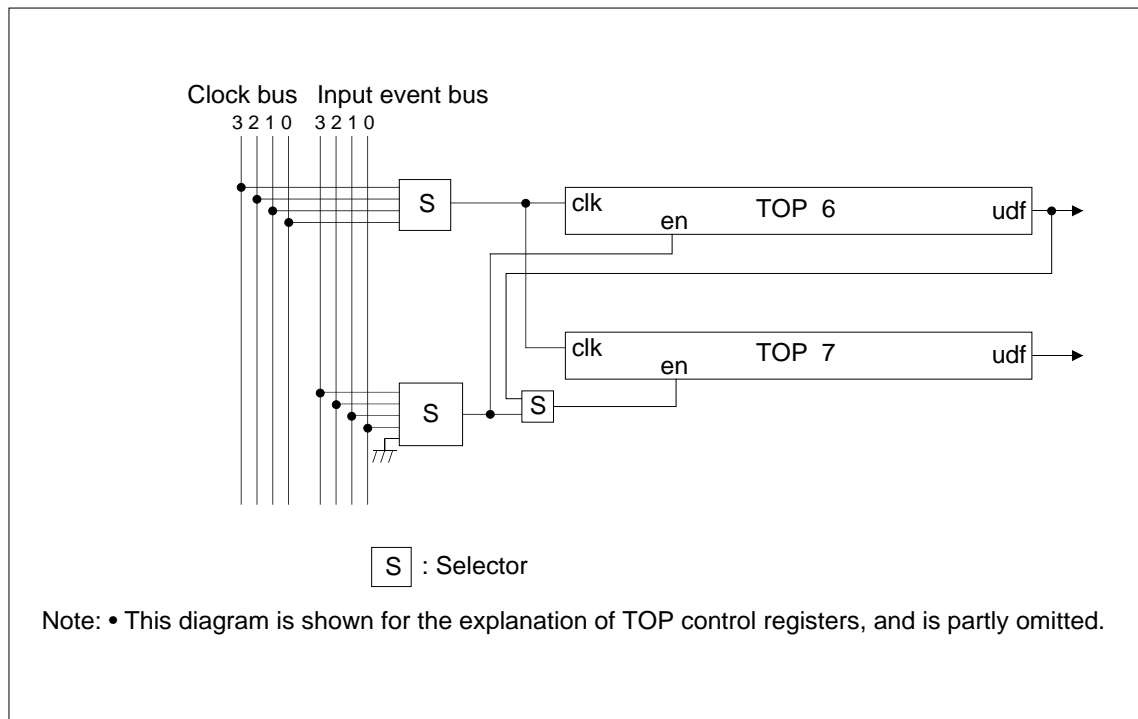 Clock bus Input event bus
3 2 1 0 3 2 1 0
S
clk TOP 6 udf
en
clk TOP 7 udf
en
S
S
S : Selector
Note: • This diagram is shown for the explanation of TOP control registers, and is partly omitted.